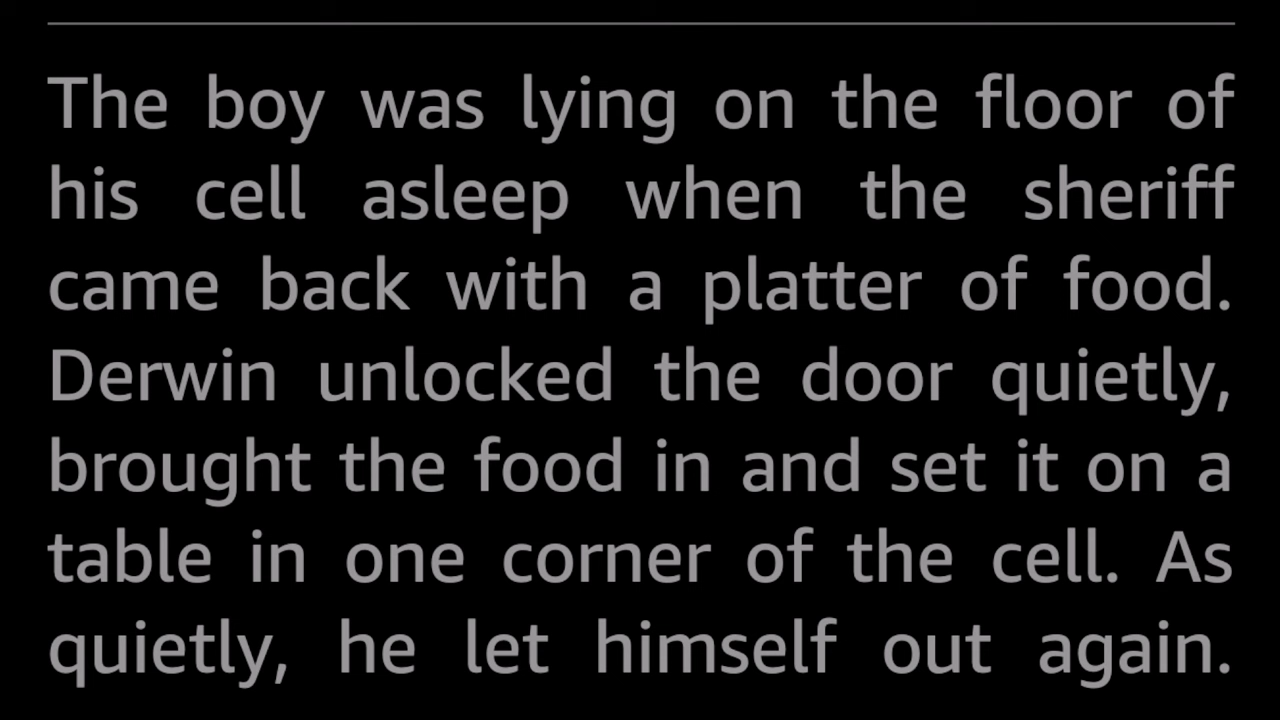 The boy was lying on the floor of
his cell asleep when the sheriff
came back with a platter of food.
Derwin unlocked the door quietly,
brought the food in and set it on a
table in one corner of the cell. As
quietly, he let himself out again.